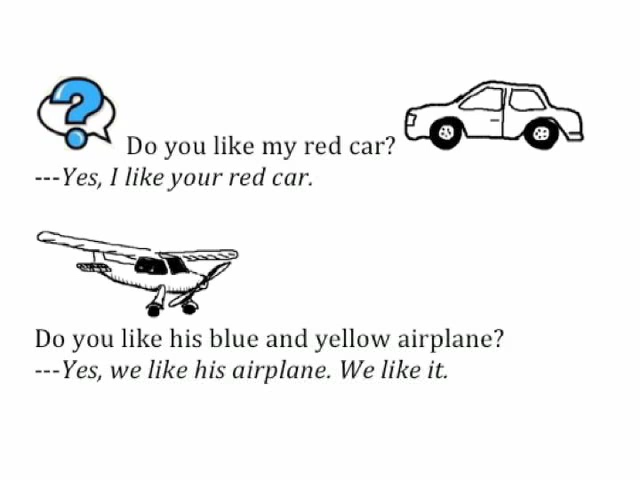 Do you like my red car?
---Yes, I like your red car.
Do you like his blue and yellow airplane?
---Yes, we like his airplane. We like it.